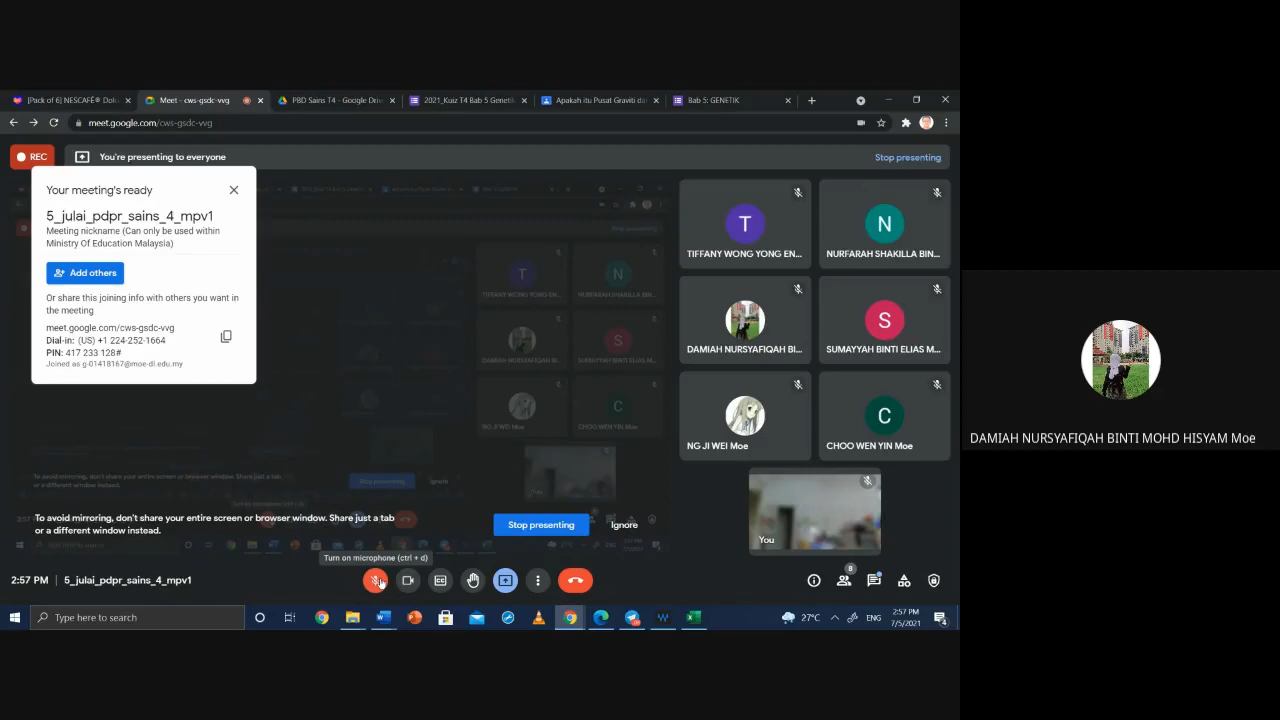 [Pack of 6] NESCAFÉ® Dol
Meet - cws-gsdc-vvg
PBD Sains T4 - Google Driv
2021_Kuiz T4 Bab 5 Genetik
Apakah itu Pusat Graviti da
Bab 5: GENETIK
meet.google.com/cws-gsdc-vvg
REC
You're presenting to everyone
Stop presenting
Your meeting's ready
5_julai_pdpr_sains_4_mpv1
Meeting nickname (Can only be used within
Ministry Of Education Malaysia)
Add others
Or share this joining info with others you want in
the meeting
meet.google.com/cws-gsdc-vvg
Dial-in: (US) +1 224-252-1664
PIN: 417 233 128#
Joined as g-01418167@moe-dl.edu.my
T
TIFFANY WONG YONG EN...
N
NURFARAH SHAKILLA BIN...
DAMIAH NURSYAFIQAH BI...
S
SUMAYYAH BINTI ELIAS M...
NG JI WEI Moe
C
CHOO WEN YIN Moe
You
DAMIAH NURSYAFIQAH BINTI MOHD HISYAM Moe
To avoid mirroring, don't share your entire screen or browser window. Share just a tab
or a different window instead.
Stop presenting
Ignore
Turn on microphone (ctrl + d)
2:57 PM
5_julai_pdpr_sains_4_mpv1
8
Type here to search
27°C
ENG
2:57 PM
7/5/2021
4